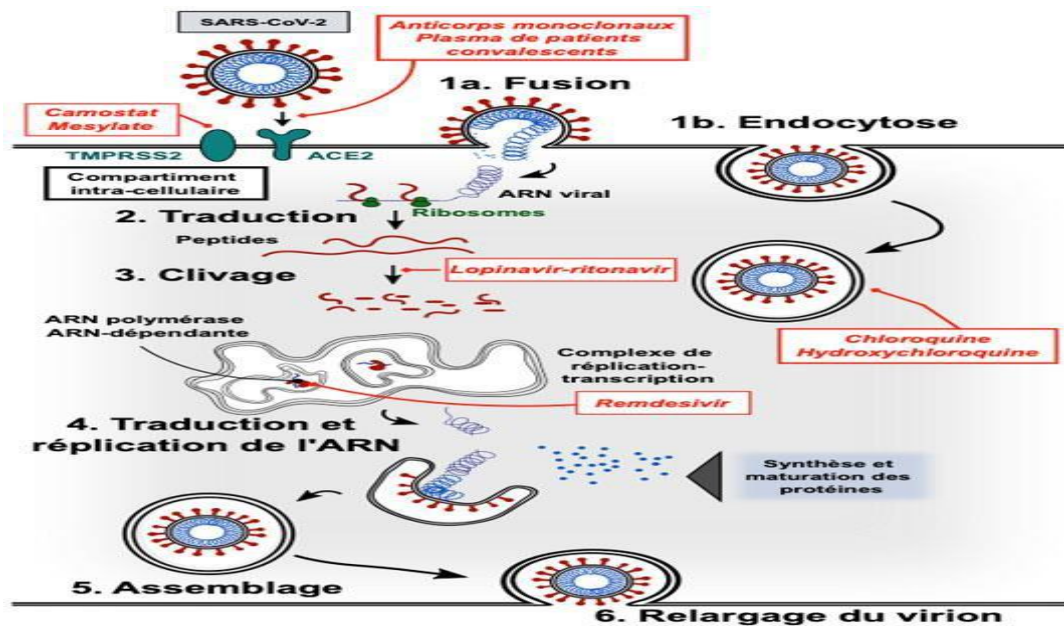 SARS-CoV-2
Anticorps monoclonaux
Plasma de patients
convalescents
1a. Fusion
Camostat
Mesylate
1b. Endocytose
TMPRSS2
ACE2
Compartiment
intra-cellulaire
ARN viral
2. Traduction
Ribosomes
Peptides
3. Clivage
Lopinavir-ritonavir
ARN polymérase
ARN-dépendante
Chloroquine
Hydroxychloroquine
Complexe de
réplication-
transcription
Remdesivir
4. Traduction et
réplication de l'ARN
Synthèse et
maturation des
protéines
5. Assemblage
6. Relargage du virion